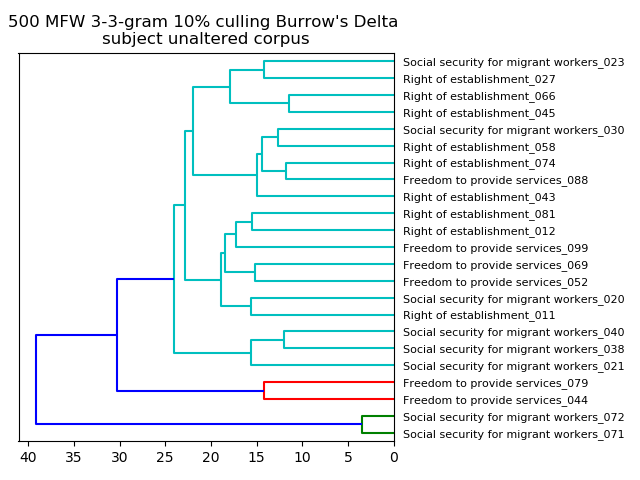 500 MFW 3-3-gram 10% culling Burrow's Delta
subject unaltered corpus
Social security for migrant workers_023
Right of establishment_027
Right of establishment_066
Right of establishment_045
Social security for migrant workers_030
Right of establishment_058
Right of establishment_074
Freedom to provide services_088
Right of establishment_043
Right of establishment_081
Right of establishment_012
Freedom to provide services_099
Freedom to provide services_069
Freedom to provide services_052
Social security for migrant workers_020
Right of establishment_011
Social security for migrant workers_040
Social security for migrant workers_038
Social security for migrant workers_021
Freedom to provide services_079
Freedom to provide services_044
Social security for migrant workers_072
Social security for migrant workers_071
40 35 30 25 20 15 10 5 0